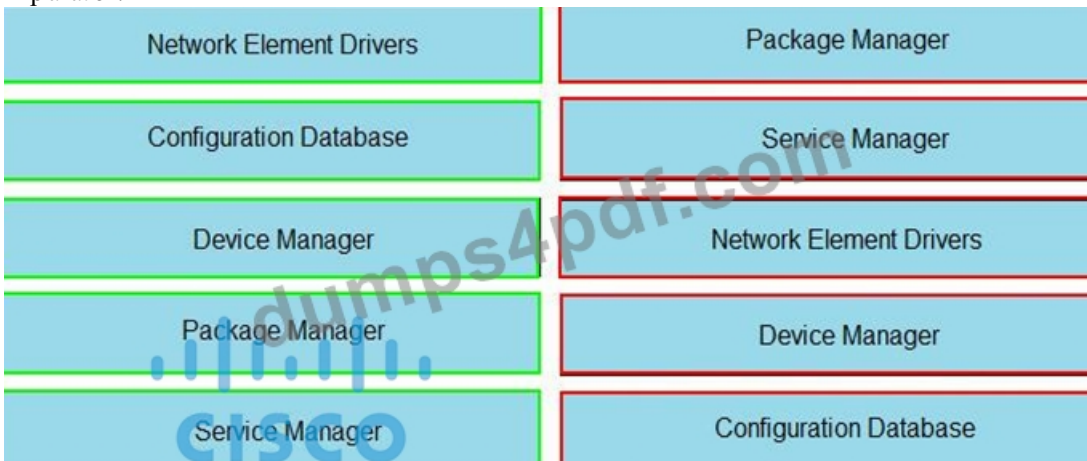 Network Element Drivers
Package Manager
Configuration Database
Service Manager
Device Manager
Network Element Drivers
Package Manager
Device Manager
Service Manager
Configuration Database
dumps4pdf.com
CISCO